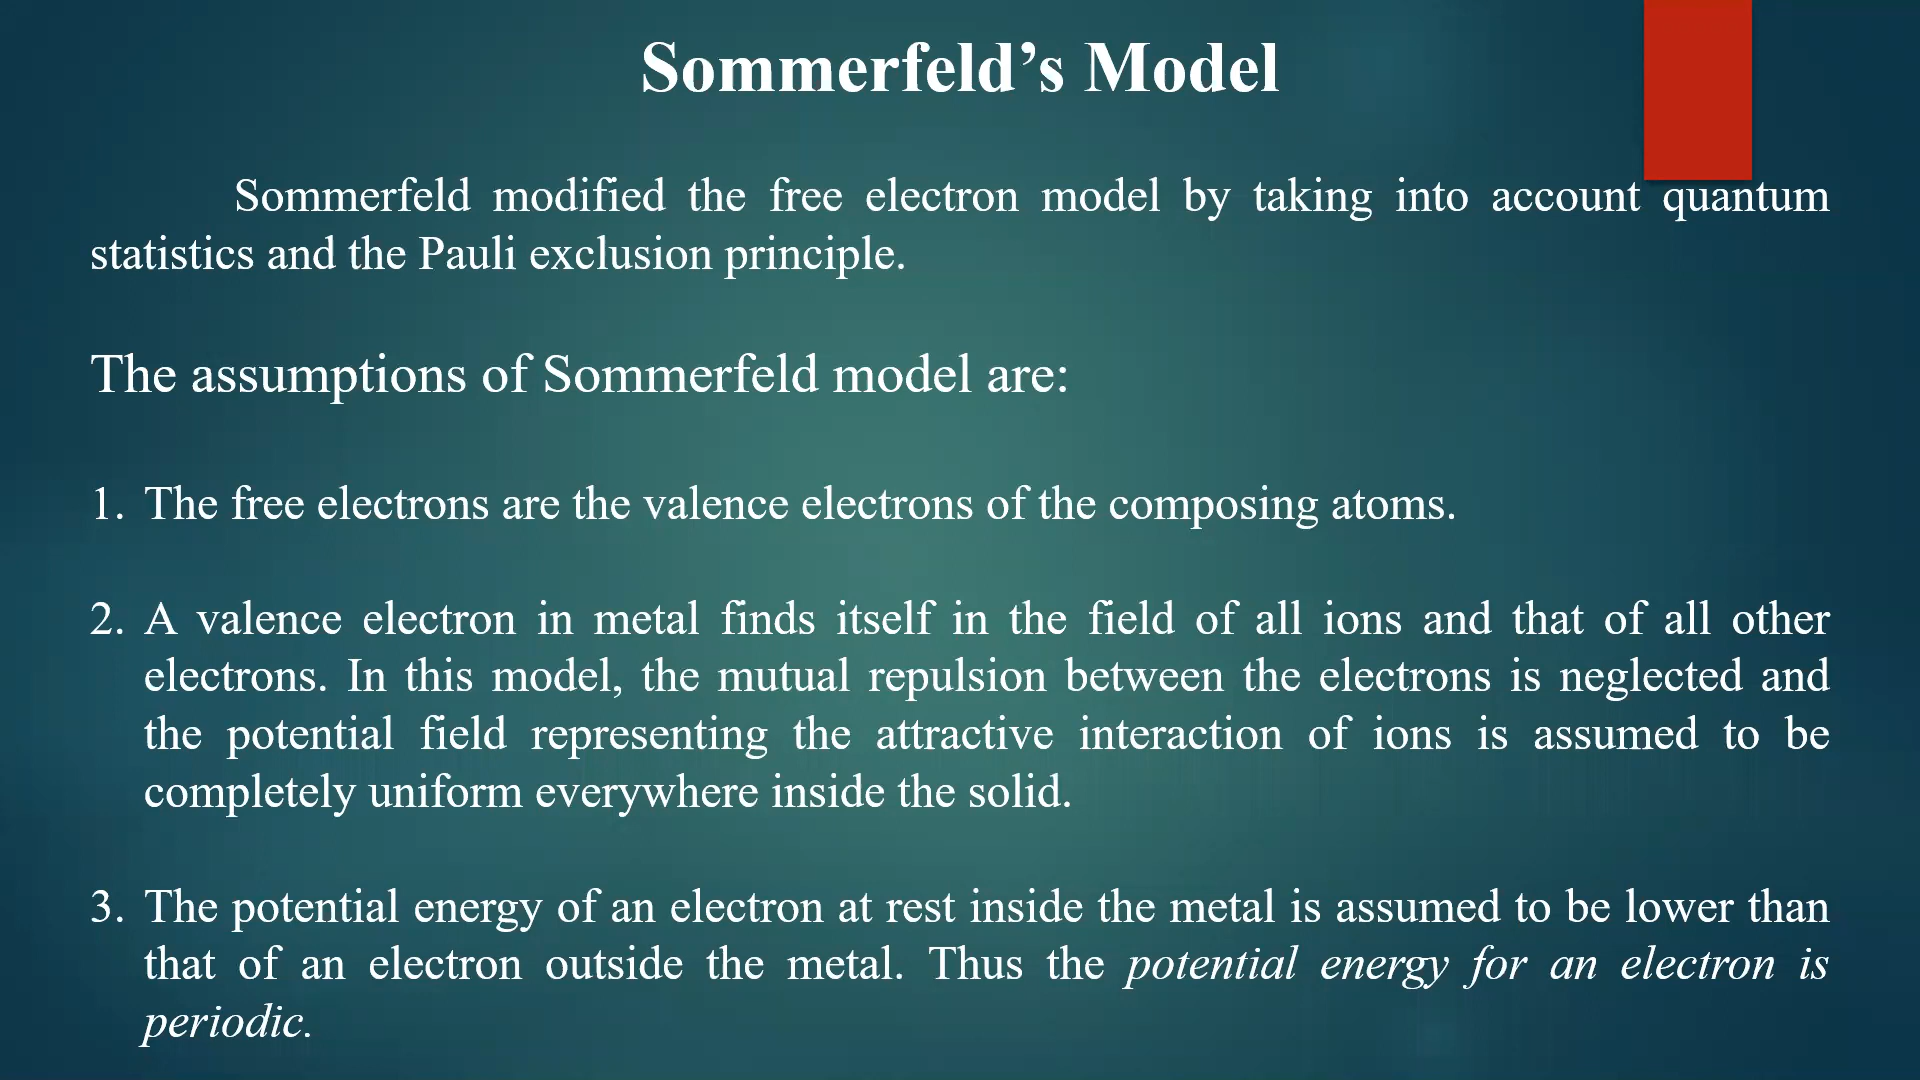 Sommerfeld’s Model
Sommerfeld modified the free electron model by taking into account quantum
statistics and the Pauli exclusion principle.
The assumptions of Sommerfeld model are:
1. The free electrons are the valence electrons of the composing atoms.
2. A valence electron in metal finds itself in the field of all ions and that of all other
electrons. In this model, the mutual repulsion between the electrons is neglected and
the potential field representing the attractive interaction of ions is assumed to be
completely uniform everywhere inside the solid.
3. The potential energy of an electron at rest inside the metal is assumed to be lower than
that of an electron outside the metal. Thus the potential energy for an electron is
periodic.